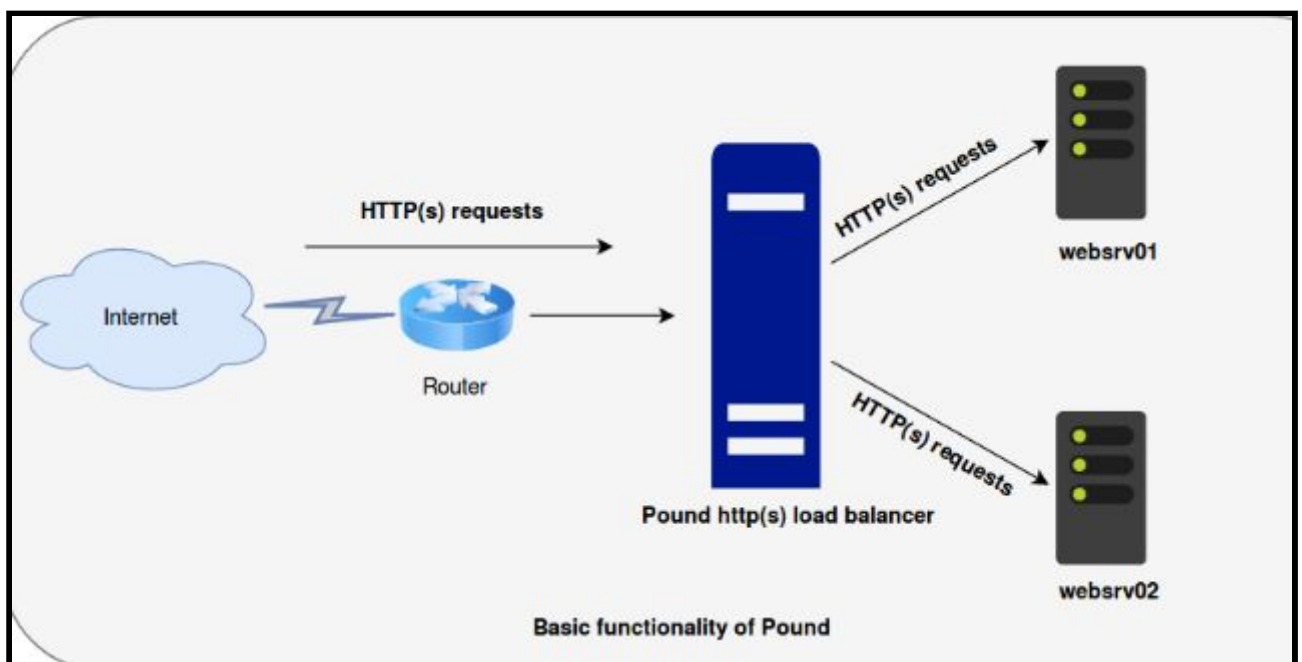 HTTP(s) requests
Internet
Router
Pound http(s) load balancer
HTTP(s) requests
websrv01
HTTP(s) requests
websrv02
Basic functionality of Pound